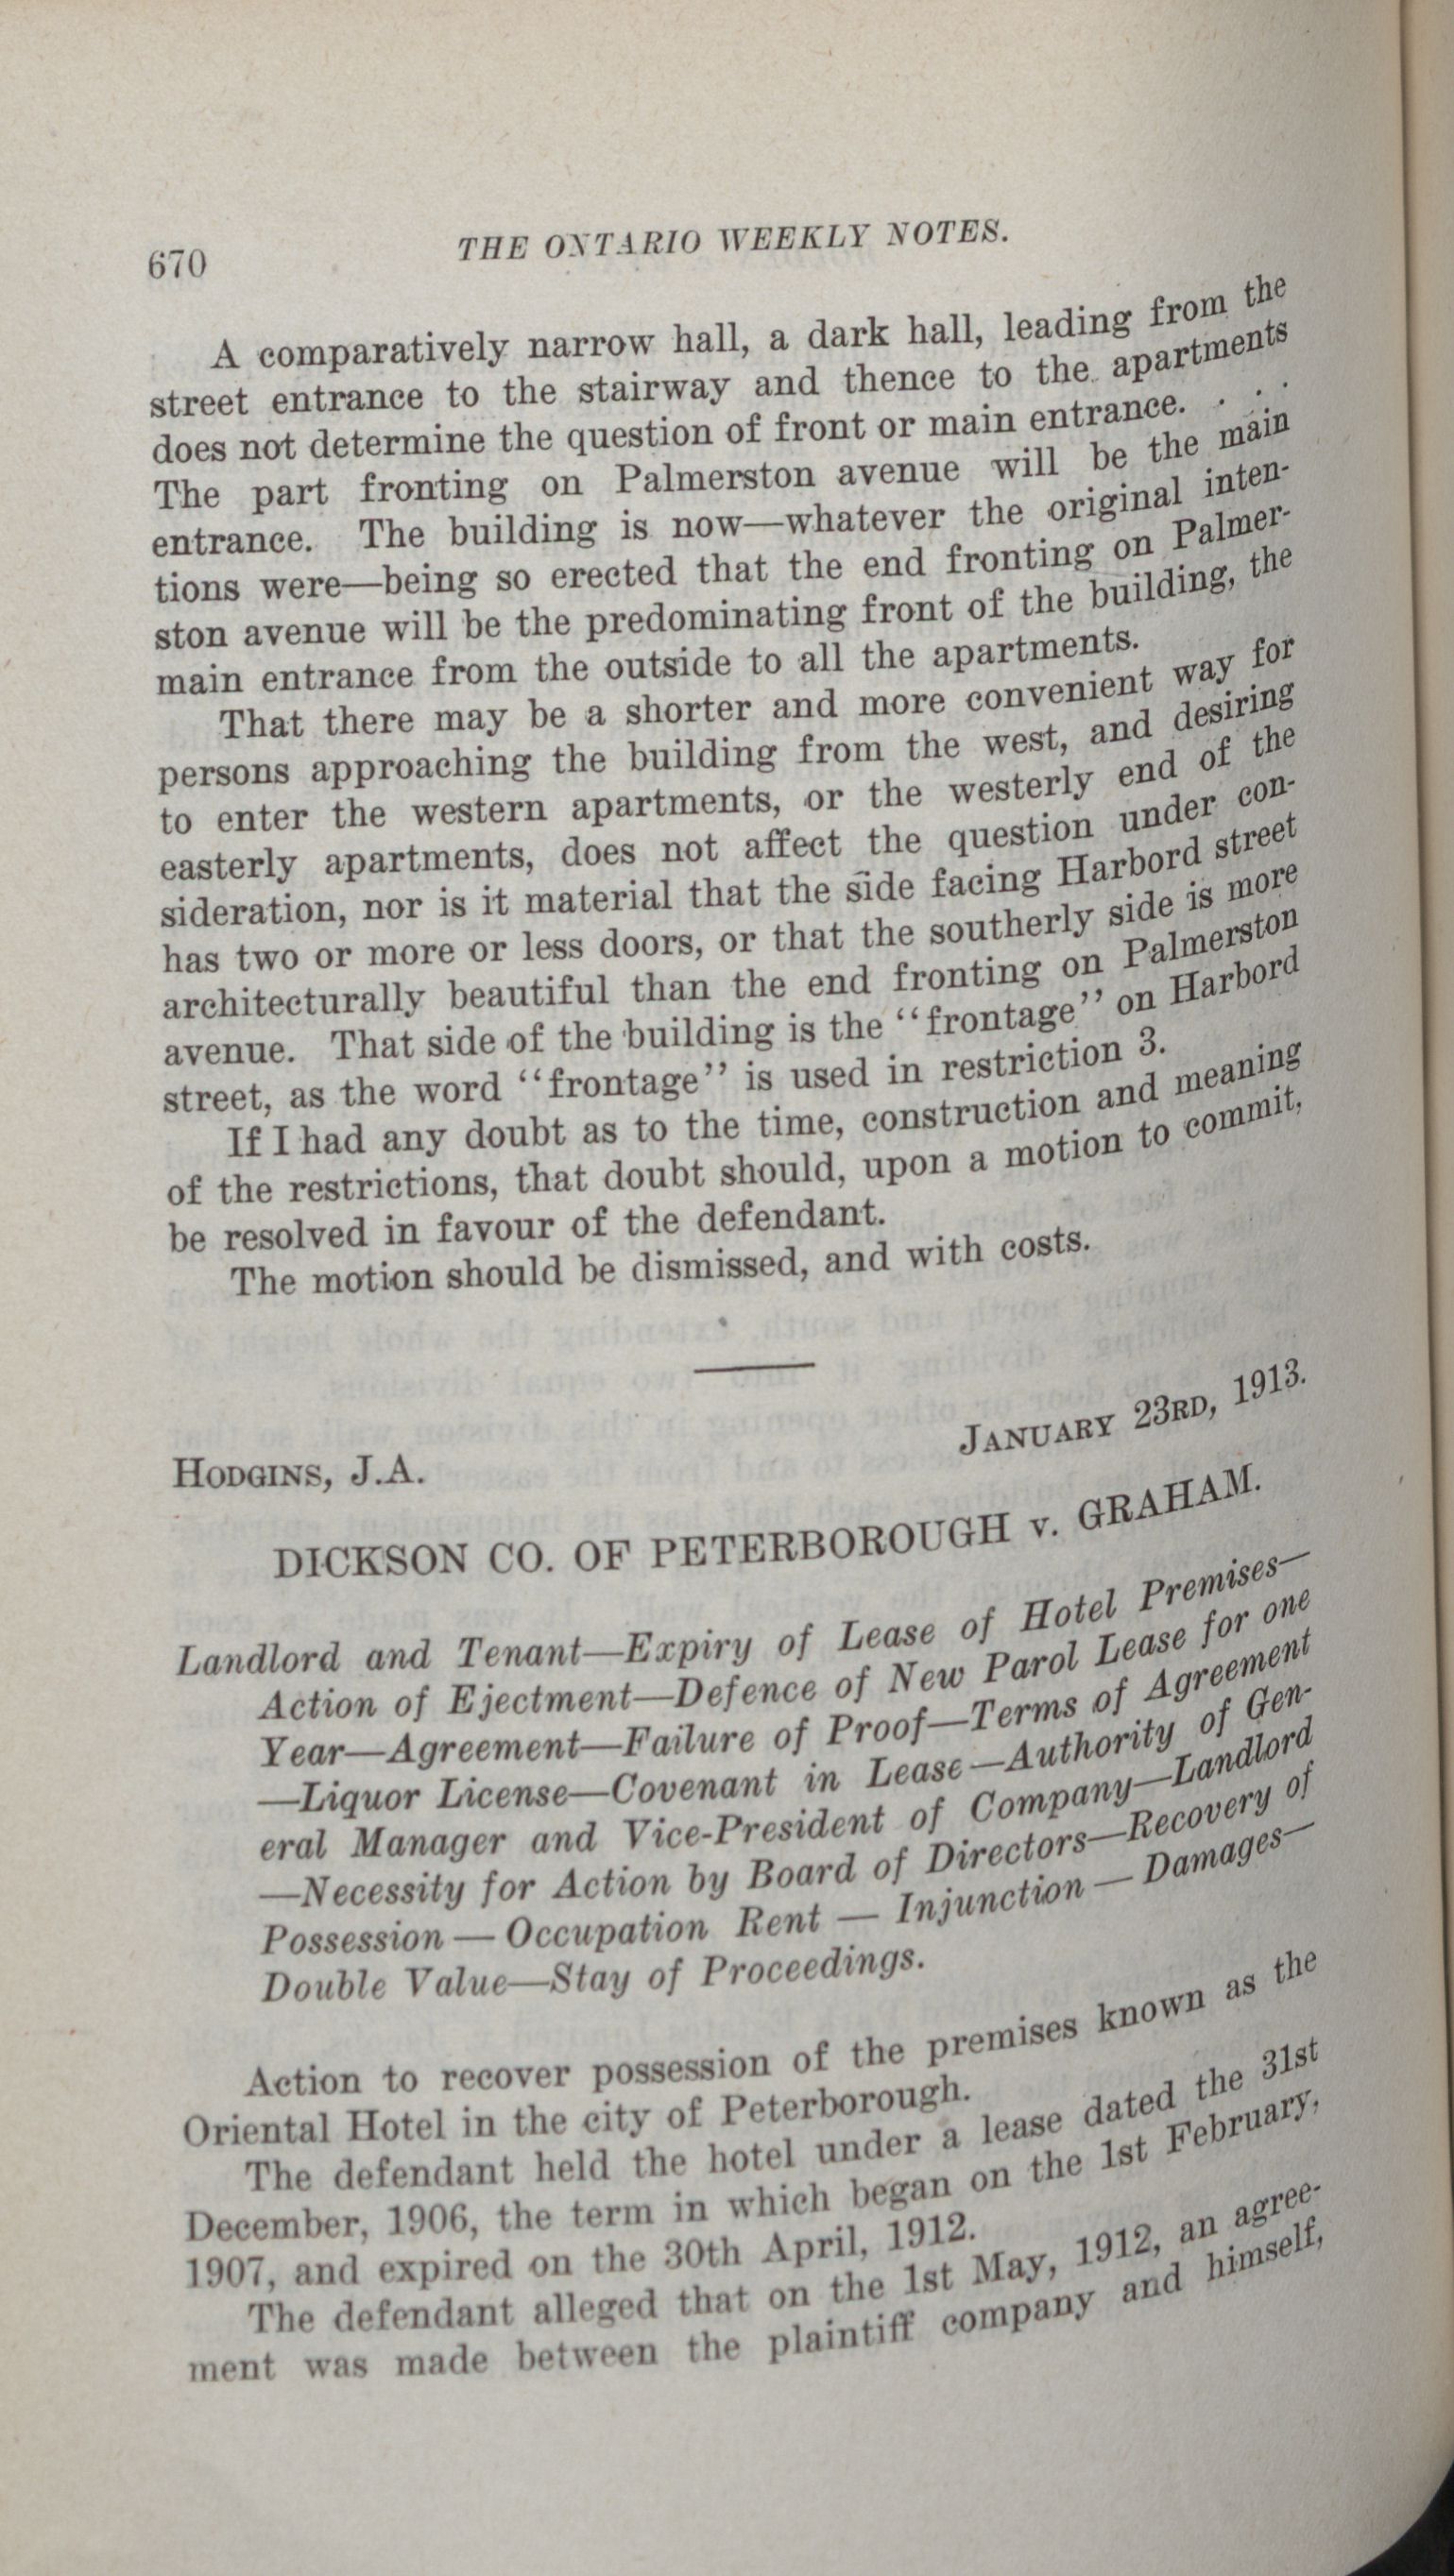 670
THE ONTARIO WEEKLY NOTES.
A comparatively narrow hall, a dark hall, leading from the
street entrance to the stairway and thence to the apartments
does not determine the question of front or main entrance. . . .
The part fronting on Palmerston avenue will be the main
entrance. The building is now—whatever the original inten-
tions were—being so erected that the end fronting on Palmer-
ston avenue will be the predominating front of the building, the
main entrance from the outside to all the apartments.
That there may be a shorter and more convenient way for
persons approaching the building from the west, and desiring
to enter the western apartments, or the westerly end of the
easterly apartments, does not affect the question under con-
sideration, nor is it material that the side facing Harbord street
has two or more or less doors, or that the southerly side is more
architecturally beautiful than the end fronting on Palmerston
avenue. That side of the building is the ‘‘frontage’’ on Harbord
street, as the word ‘‘frontage’’ is used in restriction 3.
If I had any doubt as to the time, construction and meaning
of the restrictions, that doubt should, upon a motion to commit,
be resolved in favour of the defendant.
The motion should be dismissed, and with costs.
HODGINS, J.A.
JANUARY 23RD, 1913.
DICKSON CO. OF PETERBOROUGH v. GRAHAM.
Landlord and Tenant—Expiry of Lease of Hotel Premises—
Action of Ejectment—Defence of New Parol Lease for one
Year—Agreement—Failure of Proof—Terms of Agreement
—Liquor License—Covenant in Lease—Authority of Gen-
eral Manager and Vice-President of Company—Landlord
—Necessity for Action by Board of Directors—Recovery of
Possession — Occupation Rent — Injunction — Damages—
Double Value—Stay of Proceedings.
Action to recover possession of the premises known as the
Oriental Hotel in the city of Peterborough.
The defendant held the hotel under a lease dated the 31st
December, 1906, the term in which began on the 1st February,
1907, and expired on the 30th April, 1912.
The defendant alleged that on the 1st May, 1912, an agree-
ment was made between the plaintiff company and himself,